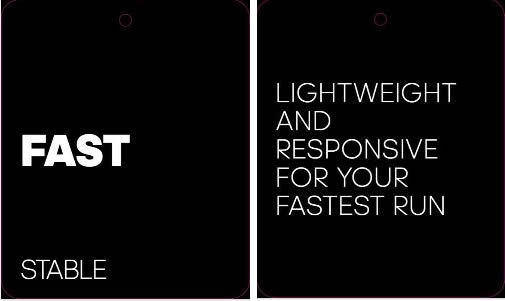 FAST
STABLE
LIGHTWEIGHT
AND
RESPONSIVE
FOR YOUR
FASTEST RUN